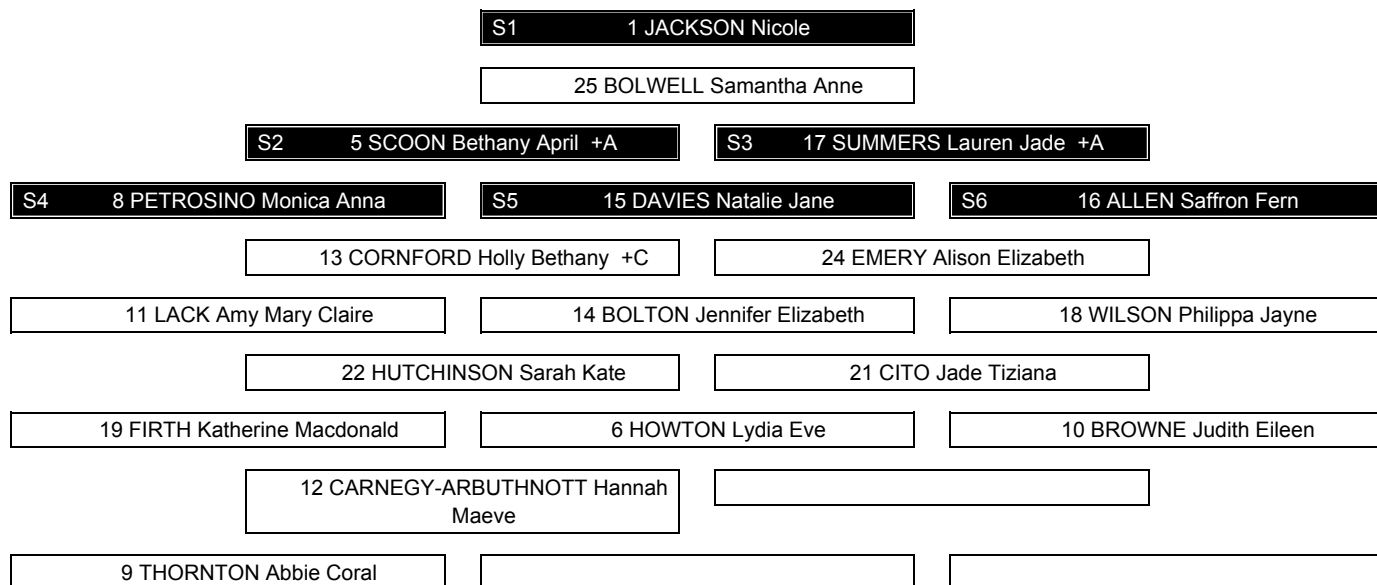 S1 1 JACKSON Nicole
25 BOLWELL Samantha Anne
S2 5 SCOON Bethany April +A
S3 17 SUMMERS Lauren Jade +A
S4 8 PETROSINO Monica Anna
S5 15 DAVIES Natalie Jane
S6 16 ALLEN Saffron Fern
13 CORNFORD Holly Bethany +C
24 EMERY Alison Elizabeth
11 LACK Amy Mary Claire
14 BOLTON Jennifer Elizabeth
18 WILSON Philippa Jayne
22 HUTCHINSON Sarah Kate
21 CITO Jade Tiziana
19 FIRTH Katherine Macdonald
6 HOWTON Lydia Eve
10 BROWNE Judith Eileen
12 CARNEGY-ARBUTHNOTT Hannah
Maeve
9 THORNTON Abbie Coral